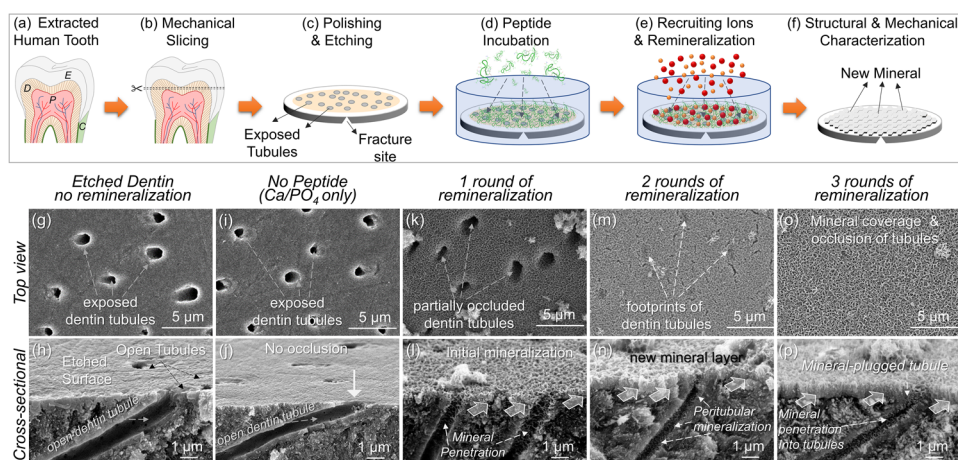 (a) Extracted
Human Tooth
E
D
P
C
(b) Mechanical
Slicing
(c) Polishing
& Etching
Exposed
Tubules
Fracture
site
(d) Peptide
Incubation
(e) Recruiting Ions
& Remineralization
(f) Structural & Mechanical
Characterization
New Mineral
Etched Dentin
no remineralization
No Peptide
(Ca/PO4 only)
1 round of
remineralization
2 rounds of
remineralization
3 rounds of
remineralization
Top view
(g)
exposed
dentin tubules
5 μm
(i)
exposed
dentin tubules
5 μm
(k)
partially occluded
dentin tubules
5 μm
(m)
footprints of
dentin tubules
5 μm
(o)
Mineral coverage &
occlusion of tubules
5 μm
Cross-sectional
(h)
Open Tubules
Etched
Surface
open dentin tubule
1 μm
(j)
No occlusion
open dentin tubule
1 μm
(l)
Initial mineralization
Mineral
Penetration
1 μm
(n)
new mineral layer
Peritubular
mineralization
1 μm
(p)
Mineral-plugged tubule
Mineral
penetration
into tubules
1 μm